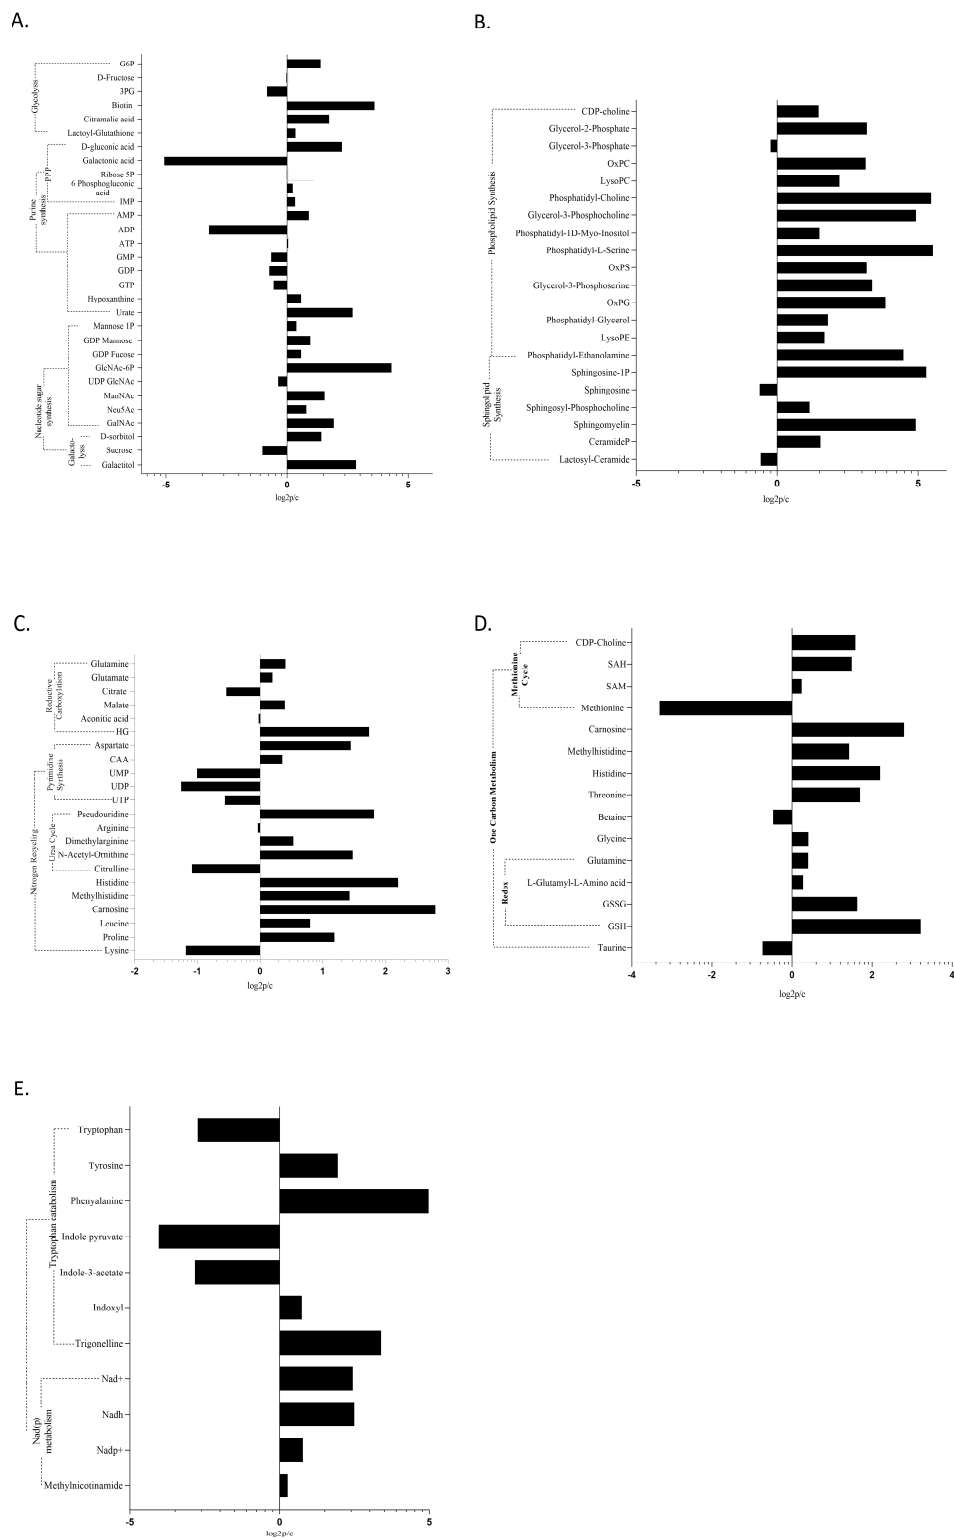 A.
Glycolysis
PPP
Purine
synthesis
Nucleotide sugar
synthesis
Galacto-
lysis
G6P
D-Fructose
3PG
Biotin
Citramalic acid
Lactoyl-Glutathione
D-gluconic acid
Galactonic acid
Ribose 5P
6 Phosphogluconic
acid
IMP
AMP
ADP
ATP
GMP
GDP
GTP
Hypoxanthine
Urate
Mannose 1P
GDP Mannose
GDP Fucose
GlcNAc-6P
UDP GlcNAc
ManNAc
Neu5Ac
GalNAc
D-sorbitol
Sucrose
Galactitol
-5 0 5
log2p/c
B.
Phospholipid Synthesis
Sphingolipid
Synthesis
CDP-choline
Glycerol-2-Phosphate
Glycerol-3-Phosphate
OxPC
LysoPC
Phosphatidyl-Choline
Glycerol-3-Phosphocholine
Phosphatidyl-1D-Myo-Inositol
Phosphatidyl-L-Serine
OxPS
Glycerol-3-Phosphoserine
OxPG
Phosphatidyl-Glycerol
LysoPE
Phosphatidyl-Ethanolamine
Sphingosine-1P
Sphingosine
Sphingosyl-Phosphocholine
Sphingomyelin
CeramideP
Lactosyl-Ceramide
-5 0 5
log2p/c
C.
Reductive
Carboxylation
Pyrimidine
Synthesis
Urea Cycle
Nitrogen Recycling
Glutamine
Glutamate
Citrate
Malate
Aconitic acid
HG
Aspartate
CAA
UMP
UDP
UTP
Pseudouridine
Arginine
Dimethylarginine
N-Acetyl-Ornithine
Citrulline
Histidine
Methylhistidine
Carnosine
Leucine
Proline
Lysine
-2 -1 0 1 2 3
log2p/c
D.
Methionine
Cycle
One Carbon Metabolism
Redox
CDP-Choline
SAH
SAM
Methionine
Carnosine
Methylhistidine
Histidine
Threonine
Betaine
Glycine
Glutamine
L-Glutamyl-L-Amino acid
GSSG
GSH
Taurine
-4 -2 0 2 4
log2p/c
E.
Tryptophan catabolism
Nad(p)
metabolism
Tryptophan
Tyrosine
Phenyalanine
Indole pyruvate
Indole-3-acetate
Indoxyl
Trigonelline
Nad+
Nadh
Nadp+
Methylnicotinamide
-5 0 5
log2p/c